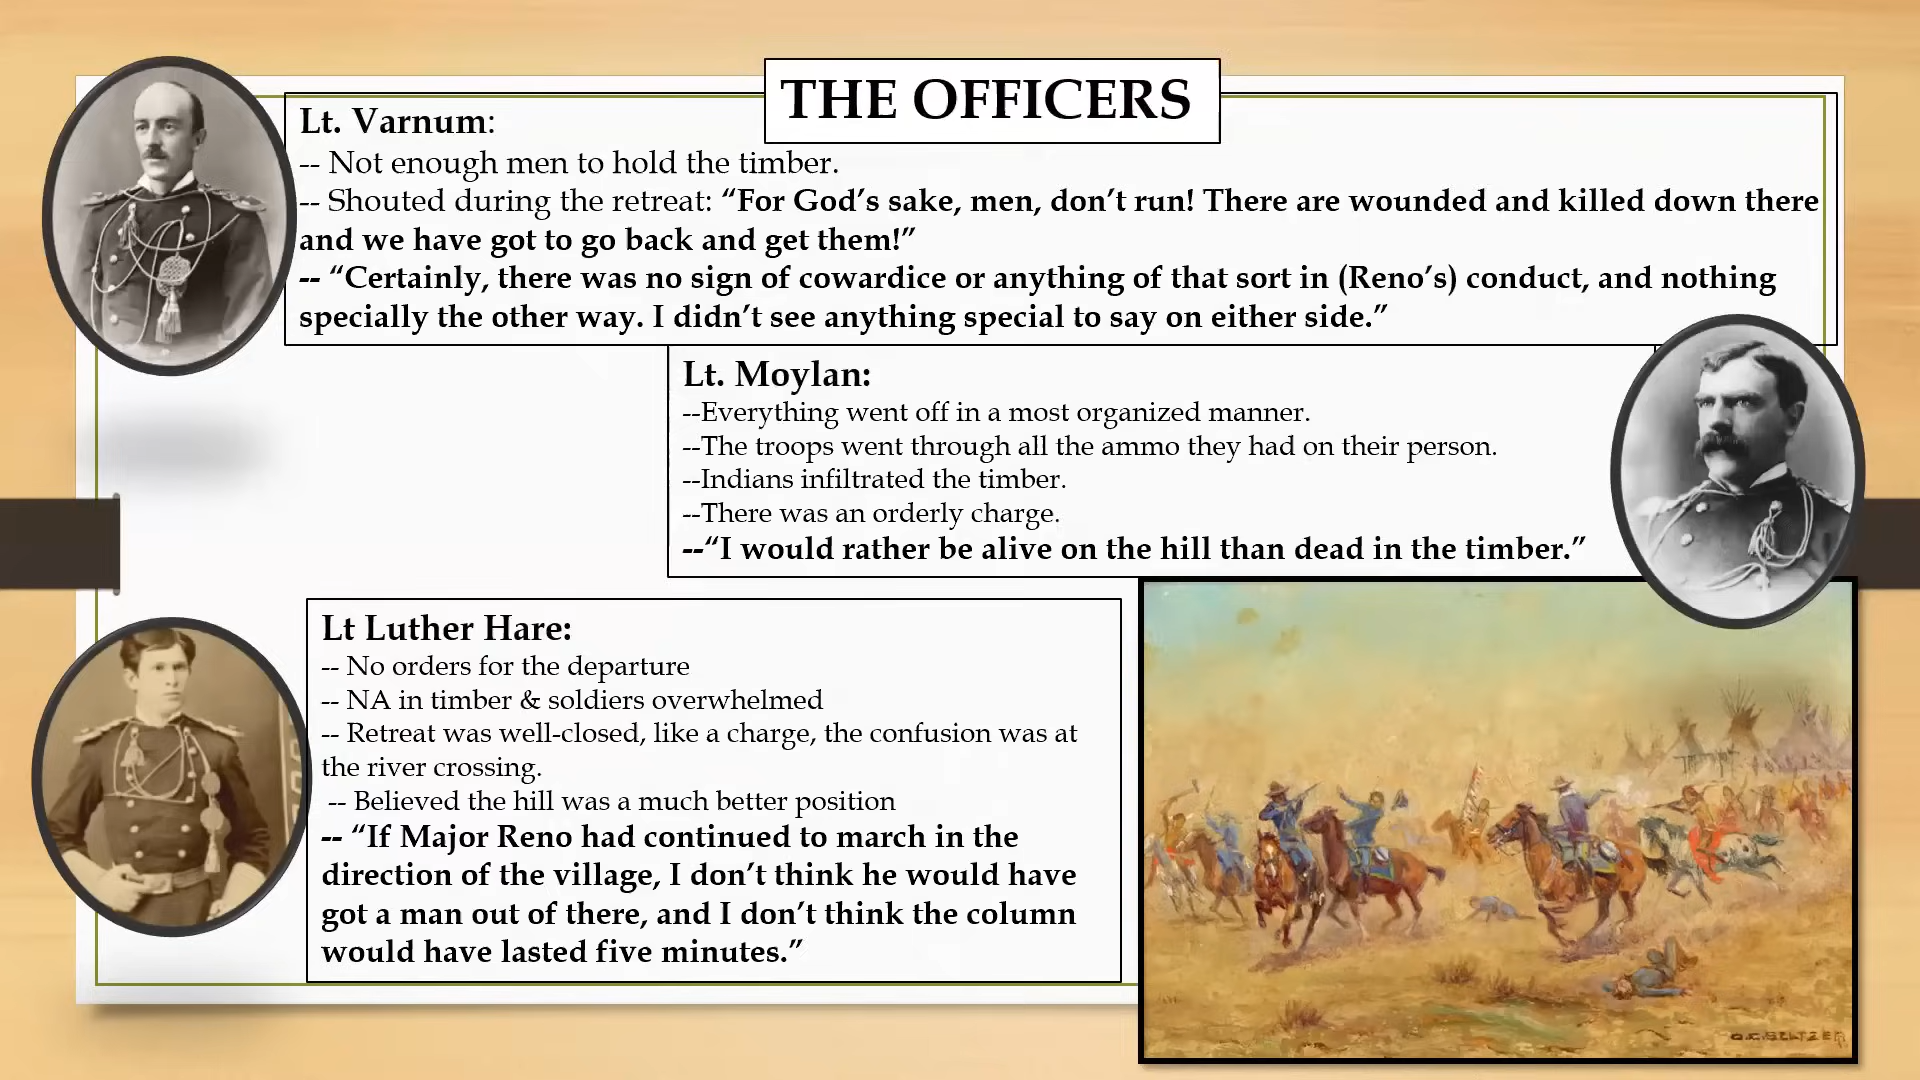 THE OFFICERS
Lt. Varnum:
-- Not enough men to hold the timber.
-- Shouted during the retreat: “For God’s sake, men, don’t run! There are wounded and killed down there
and we have got to go back and get them!”
-- “Certainly, there was no sign of cowardice or anything of that sort in (Reno’s) conduct, and nothing
specially the other way. I didn’t see anything special to say on either side.”
Lt. Moylan:
--Everything went off in a most organized manner.
--The troops went through all the ammo they had on their person.
--Indians infiltrated the timber.
--There was an orderly charge.
--“I would rather be alive on the hill than dead in the timber.”
Lt Luther Hare:
-- No orders for the departure
-- NA in timber & soldiers overwhelmed
-- Retreat was well-closed, like a charge, the confusion was at
the river crossing.
-- Believed the hill was a much better position
-- “If Major Reno had continued to march in the
direction of the village, I don’t think he would have
got a man out of there, and I don’t think the column
would have lasted five minutes.”
O.C. SELTZER